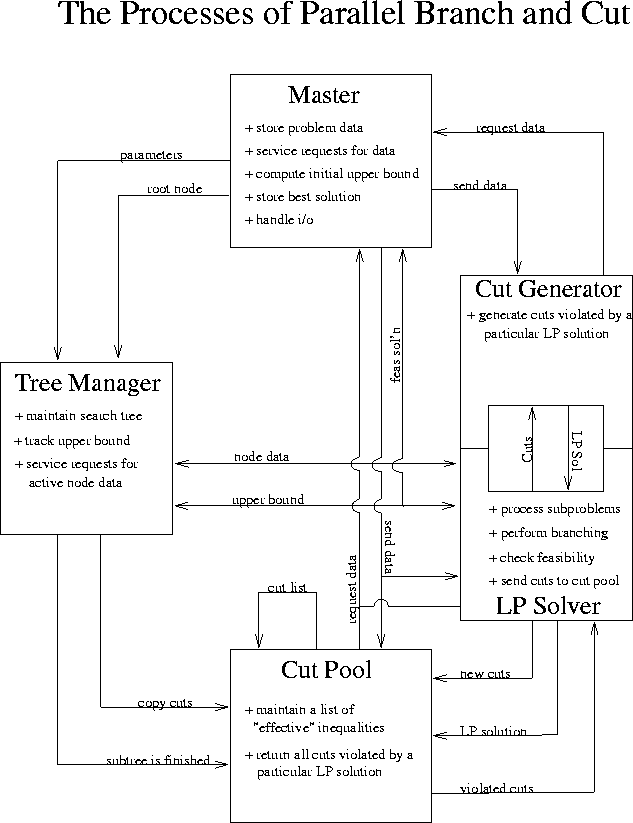 The Processes of Parallel Branch and Cut
Master
+ store problem data
+ service requests for data
+ compute initial upper bound
+ store best solution
+ handle i/o
request data
parameters
root node
send data
Cut Generator
+ generate cuts violated by a
particular LP solution
feas sol'n
Tree Manager
+ maintain search tree
+ track upper bound
+ service requests for
active node data
Cuts
LP Sol
node data
upper bound
+ process subproblems
+ perform branching
+ check feasibility
+ send cuts to cut pool
LP Solver
send data
request data
cut list
Cut Pool
+ maintain a list of
"effective" inequalities
+ return all cuts violated by a
particular LP solution
new cuts
copy cuts
LP solution
subtree is finished
violated cuts